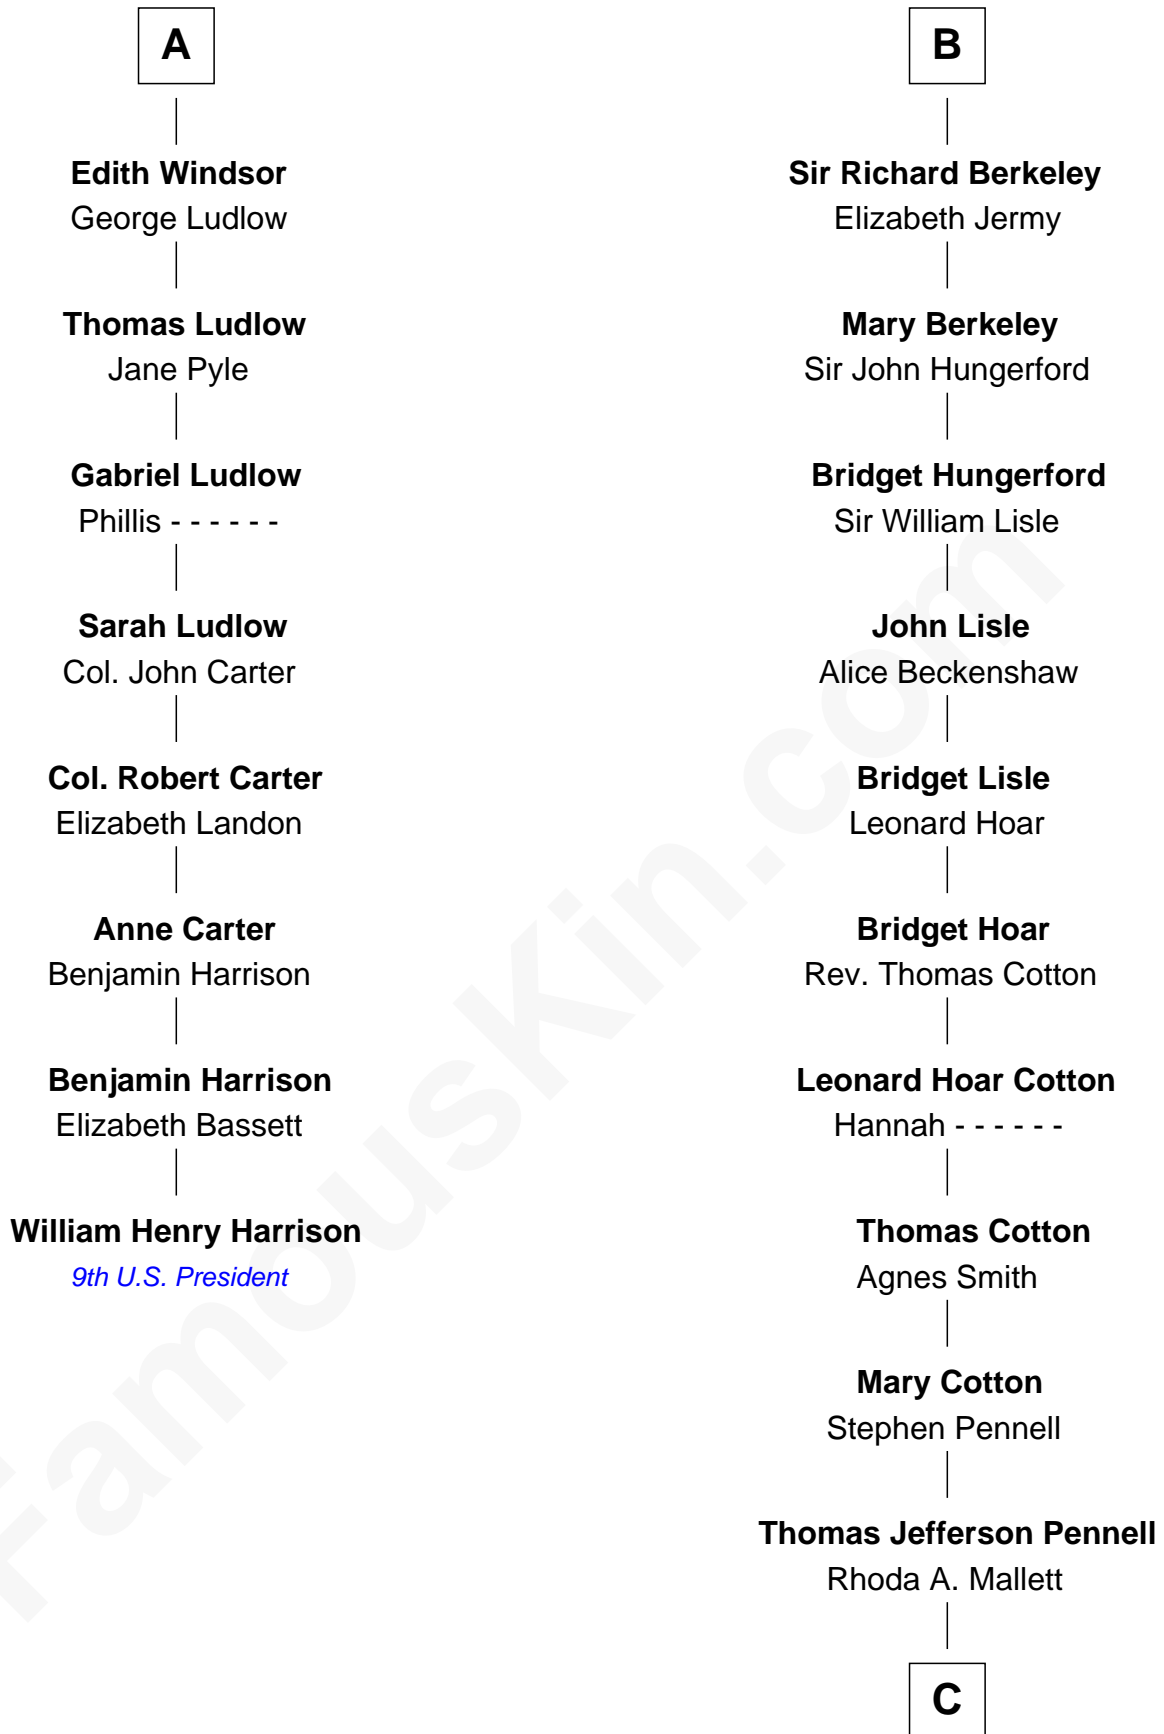 A
Edith Windsor
George Ludlow
Thomas Ludlow
Jane Pyle
Gabriel Ludlow
Phillis - - - - - -
Sarah Ludlow
Col. John Carter
Col. Robert Carter
Elizabeth Landon
Anne Carter
Benjamin Harrison
Benjamin Harrison
Elizabeth Bassett
William Henry Harrison
9th U.S. President
B
Sir Richard Berkeley
Elizabeth Jermy
Mary Berkeley
Sir John Hungerford
Bridget Hungerford
Sir William Lisle
John Lisle
Alice Beckenshaw
Bridget Lisle
Leonard Hoar
Bridget Hoar
Rev. Thomas Cotton
Leonard Hoar Cotton
Hannah - - - - - -
Thomas Cotton
Agnes Smith
Mary Cotton
Stephen Pennell
Thomas Jefferson Pennell
Rhoda A. Mallett
C
FamousKin.com